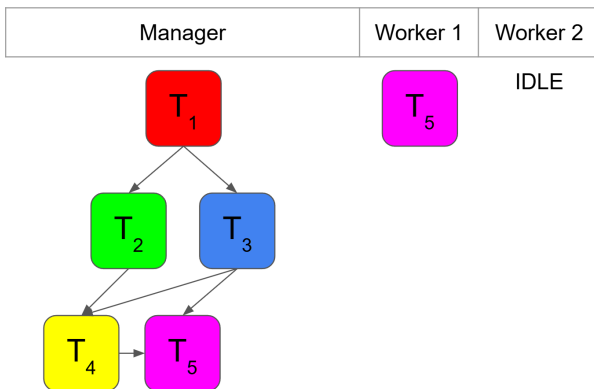 Manager Worker 1 Worker 2
IDLE
T1 T5
T2 T3
T4 T5